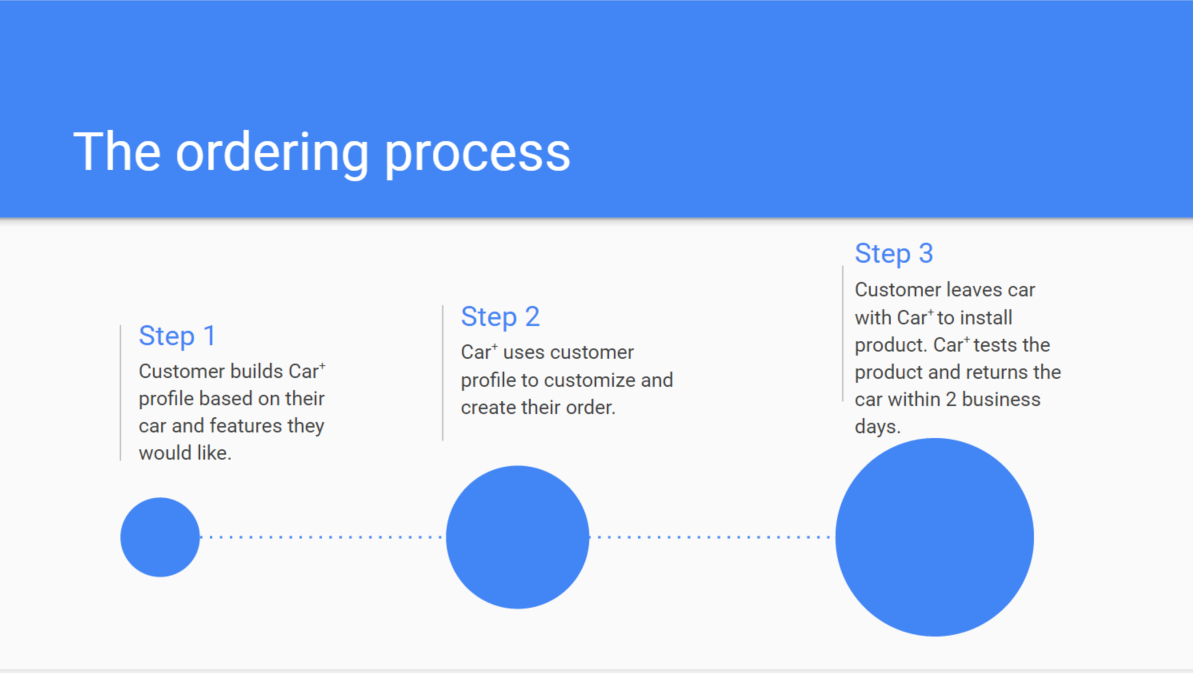 The ordering process
Step 1
Customer builds Car⁺
profile based on their
car and features they
would like.
Step 2
Car⁺ uses customer
profile to customize and
create their order.
Step 3
Customer leaves car
with Car⁺ to install
product. Car⁺ tests the
product and returns the
car within 2 business
days.